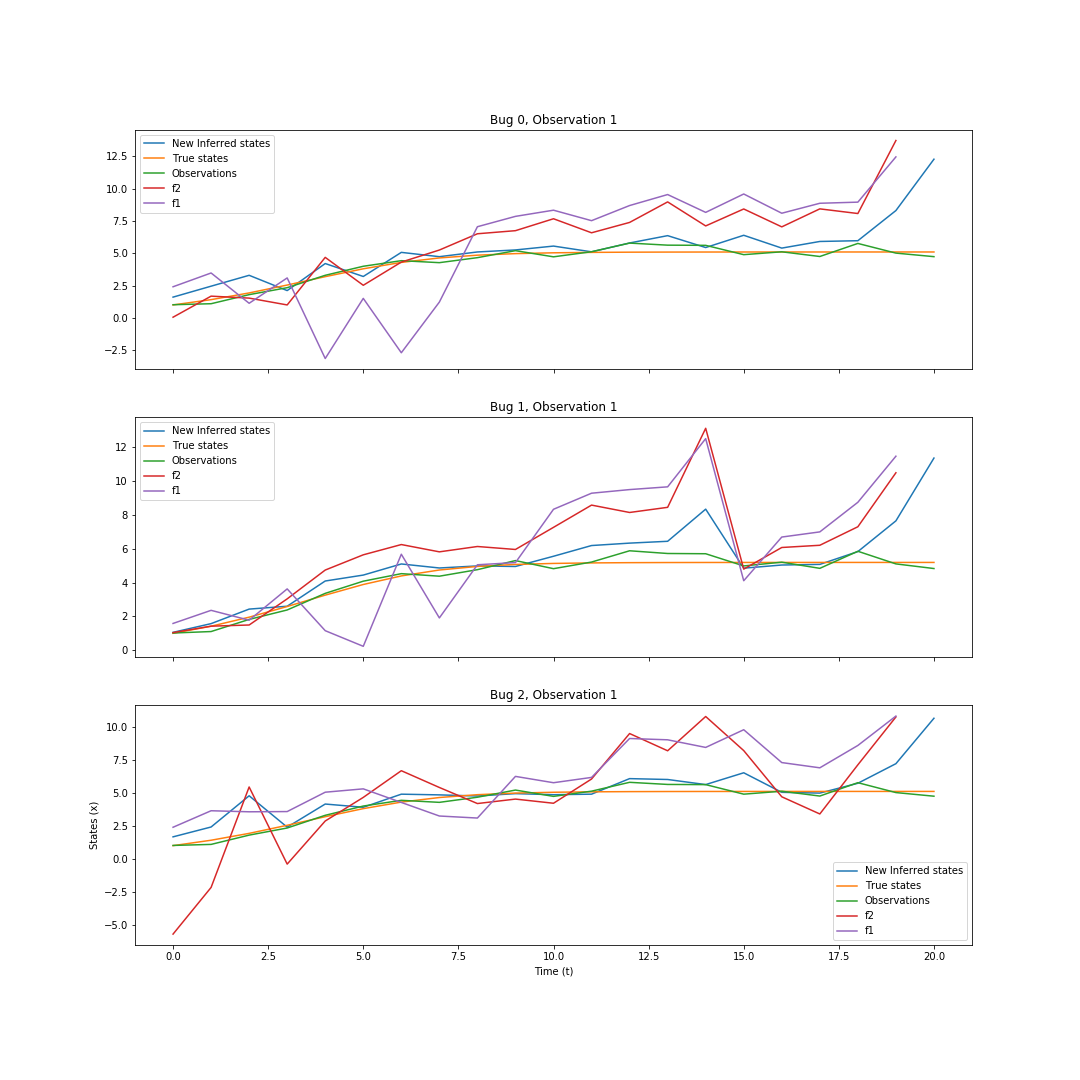 Bug 0, Observation 1
New Inferred states
True states
Observations
f2
f1
12.5
10.0
7.5
5.0
2.5
0.0
−2.5
Bug 1, Observation 1
New Inferred states
True states
Observations
f2
f1
12
10
8
6
4
2
0
Bug 2, Observation 1
10.0
7.5
5.0
2.5
0.0
−2.5
−5.0
States (x)
New Inferred states
True states
Observations
f2
f1
0.0 2.5 5.0 7.5 10.0 12.5 15.0 17.5 20.0
Time (t)